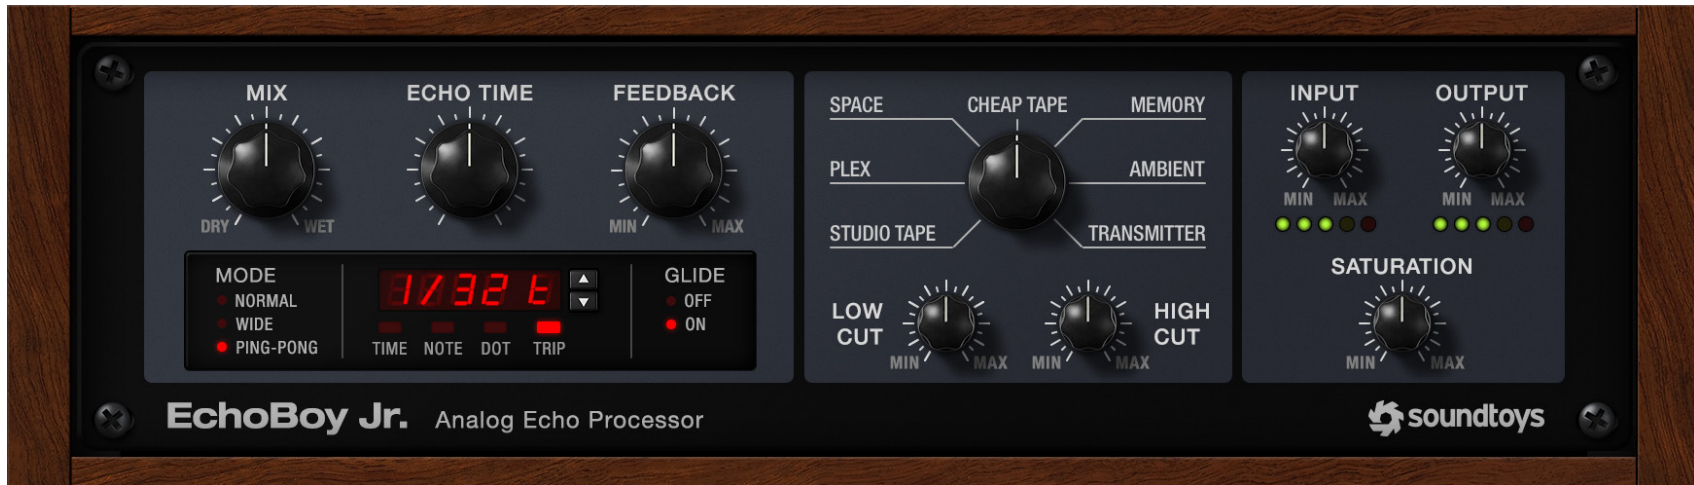 MIX
ECHO TIME
FEEDBACK
DRY
WET
MIN
MAX
MODE
NORMAL
WIDE
PING-PONG
1/32 t
TIME
NOTE
DOT
TRIP
GLIDE
OFF
ON
SPACE
CHEAP TAPE
MEMORY
PLEX
AMBIENT
STUDIO TAPE
TRANSMITTER
LOW
CUT
MIN
MAX
MIN
MAX
HIGH
CUT
INPUT
OUTPUT
MIN
MAX
MIN
MAX
SATURATION
MIN
MAX
EchoBoy Jr.
Analog Echo Processor
soundtoys